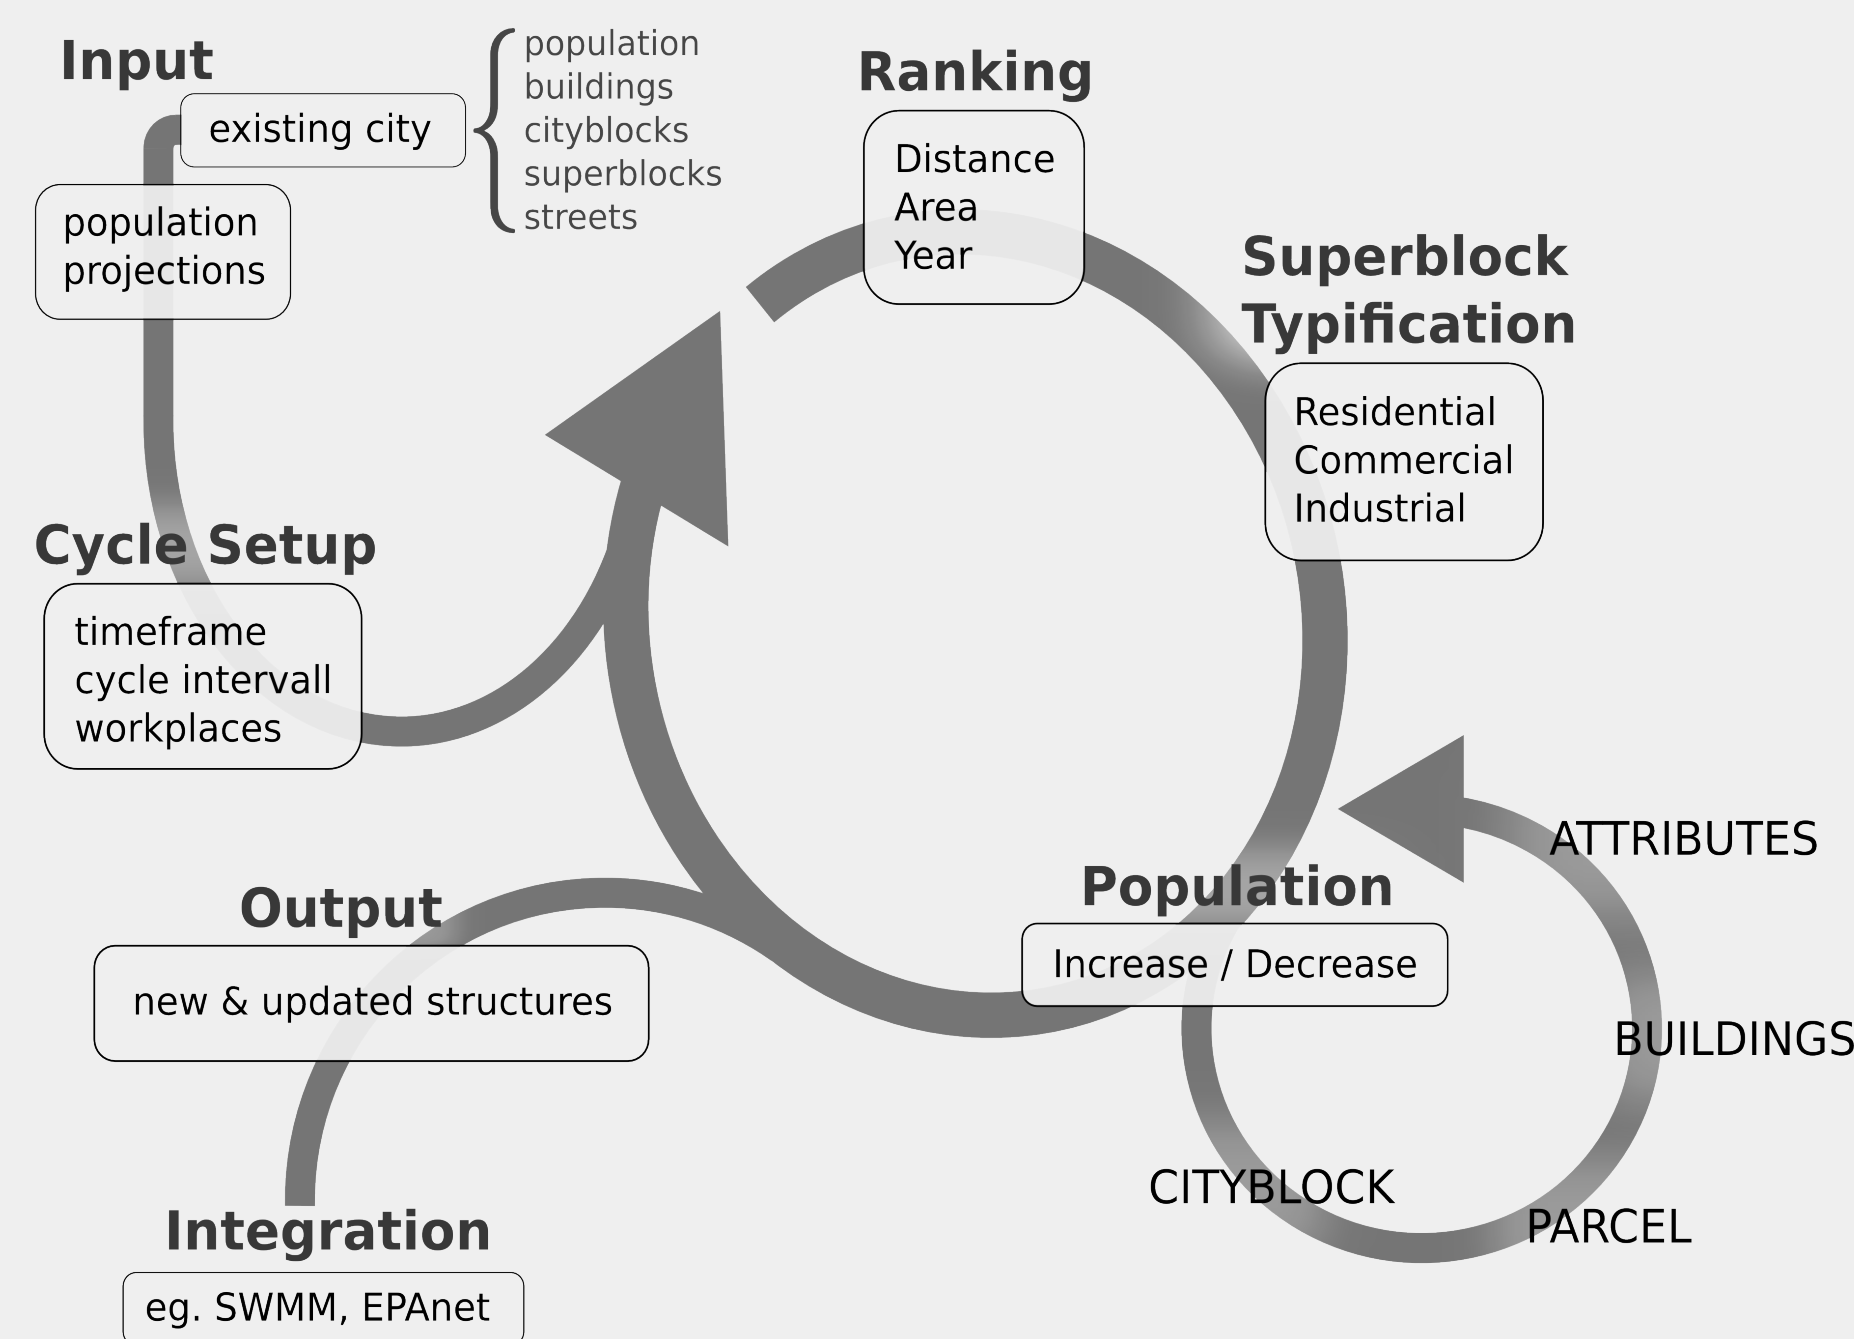 Input
existing city
population
buildings
cityblocks
superblocks
streets
population
projections
Cycle Setup
timeframe
cycle intervall
workplaces
Ranking
Distance
Area
Year
Superblock
Typification
Residential
Commercial
Industrial
Population
Increase / Decrease
CITYBLOCK
PARCEL
BUILDINGS
ATTRIBUTES
Output
new & updated structures
Integration
eg. SWMM, EPAnet